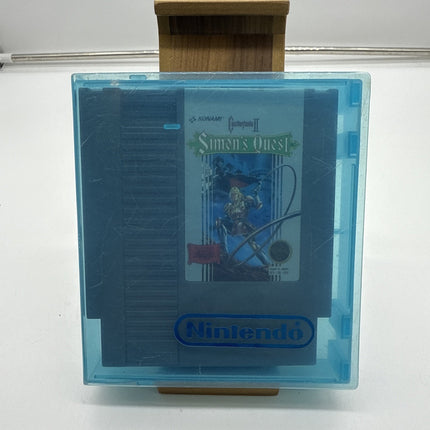 KONAMI
Castlevania II
Simon's Quest
Nintendo